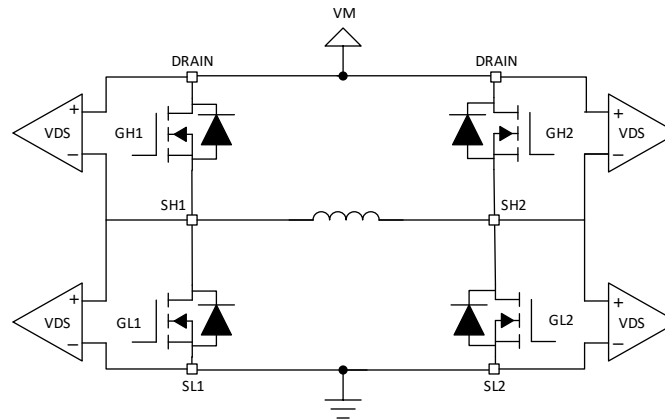 VM
DRAIN
DRAIN
+
VDS
−
GH1
GH2
+
VDS
−
SH1
SH2
+
VDS
−
GL1
GL2
+
VDS
−
SL1
SL2